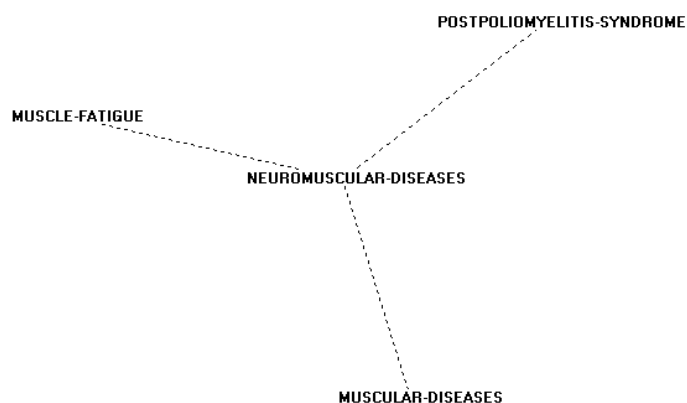 POSTPOLIOMYELITIS-SYNDROME
MUSCLE-FATIGUE
NEUROMUSCULAR-DISEASES
MUSCULAR-DISEASES